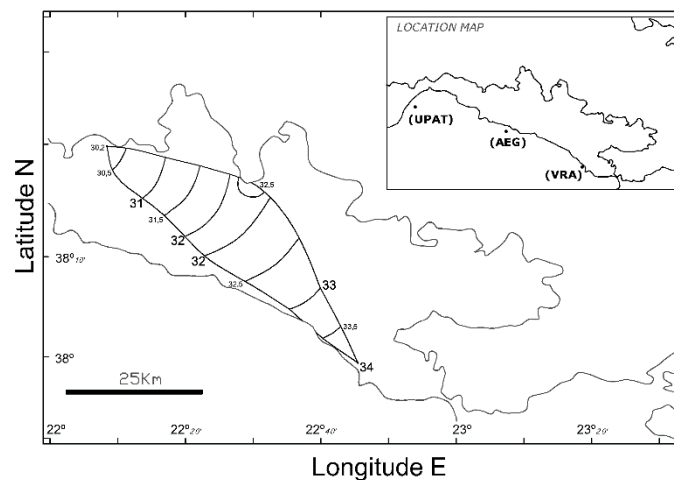 LOCATION MAP
(UPAT)
(AEG)
(VRA)
Latitude N
38° 10'
38°
30,2
30,5
31
31,5
32
32
32,5
32,5
33
33,5
34
25Km
22°
22° 20'
22° 40'
23°
23° 20'
Longitude E